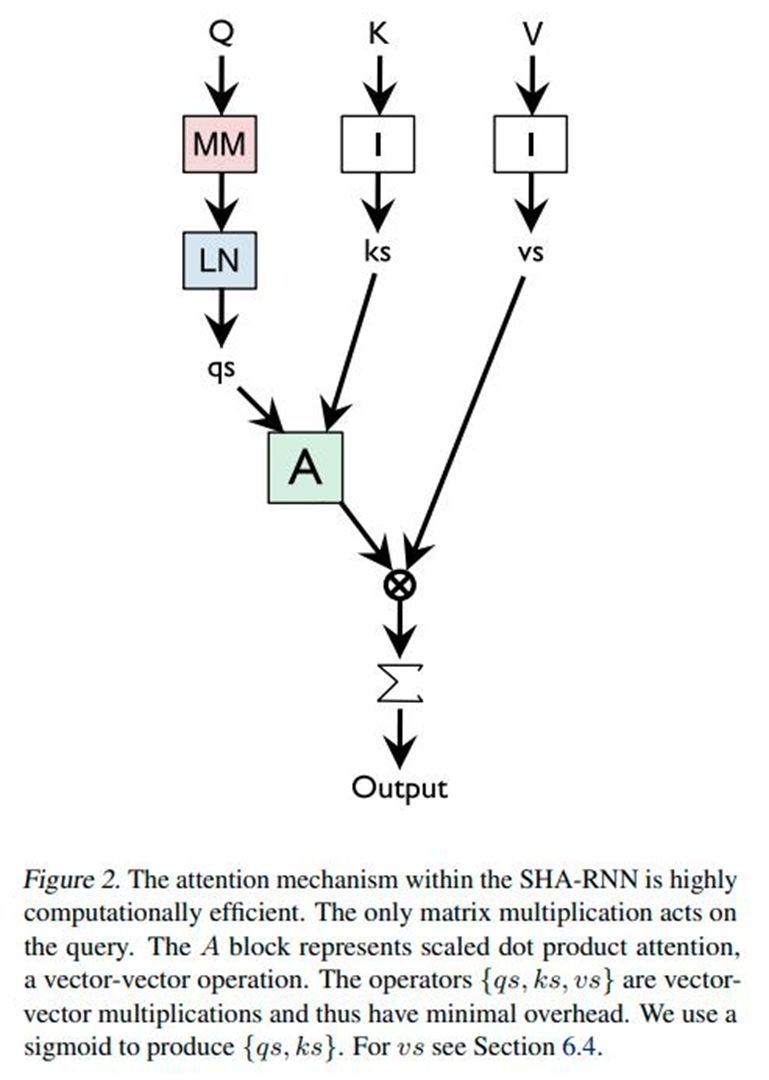 Q K V
MM I I
LN ks vs
qs
A
⊗
Σ
Output
Figure 2. The attention mechanism within the SHA-RNN is highly
computationally efficient. The only matrix multiplication acts on
the query. The A block represents scaled dot product attention,
a vector-vector operation. The operators {qs, ks, vs} are vector-
vector multiplications and thus have minimal overhead. We use a
sigmoid to produce {qs, ks}. For vs see Section 6.4.